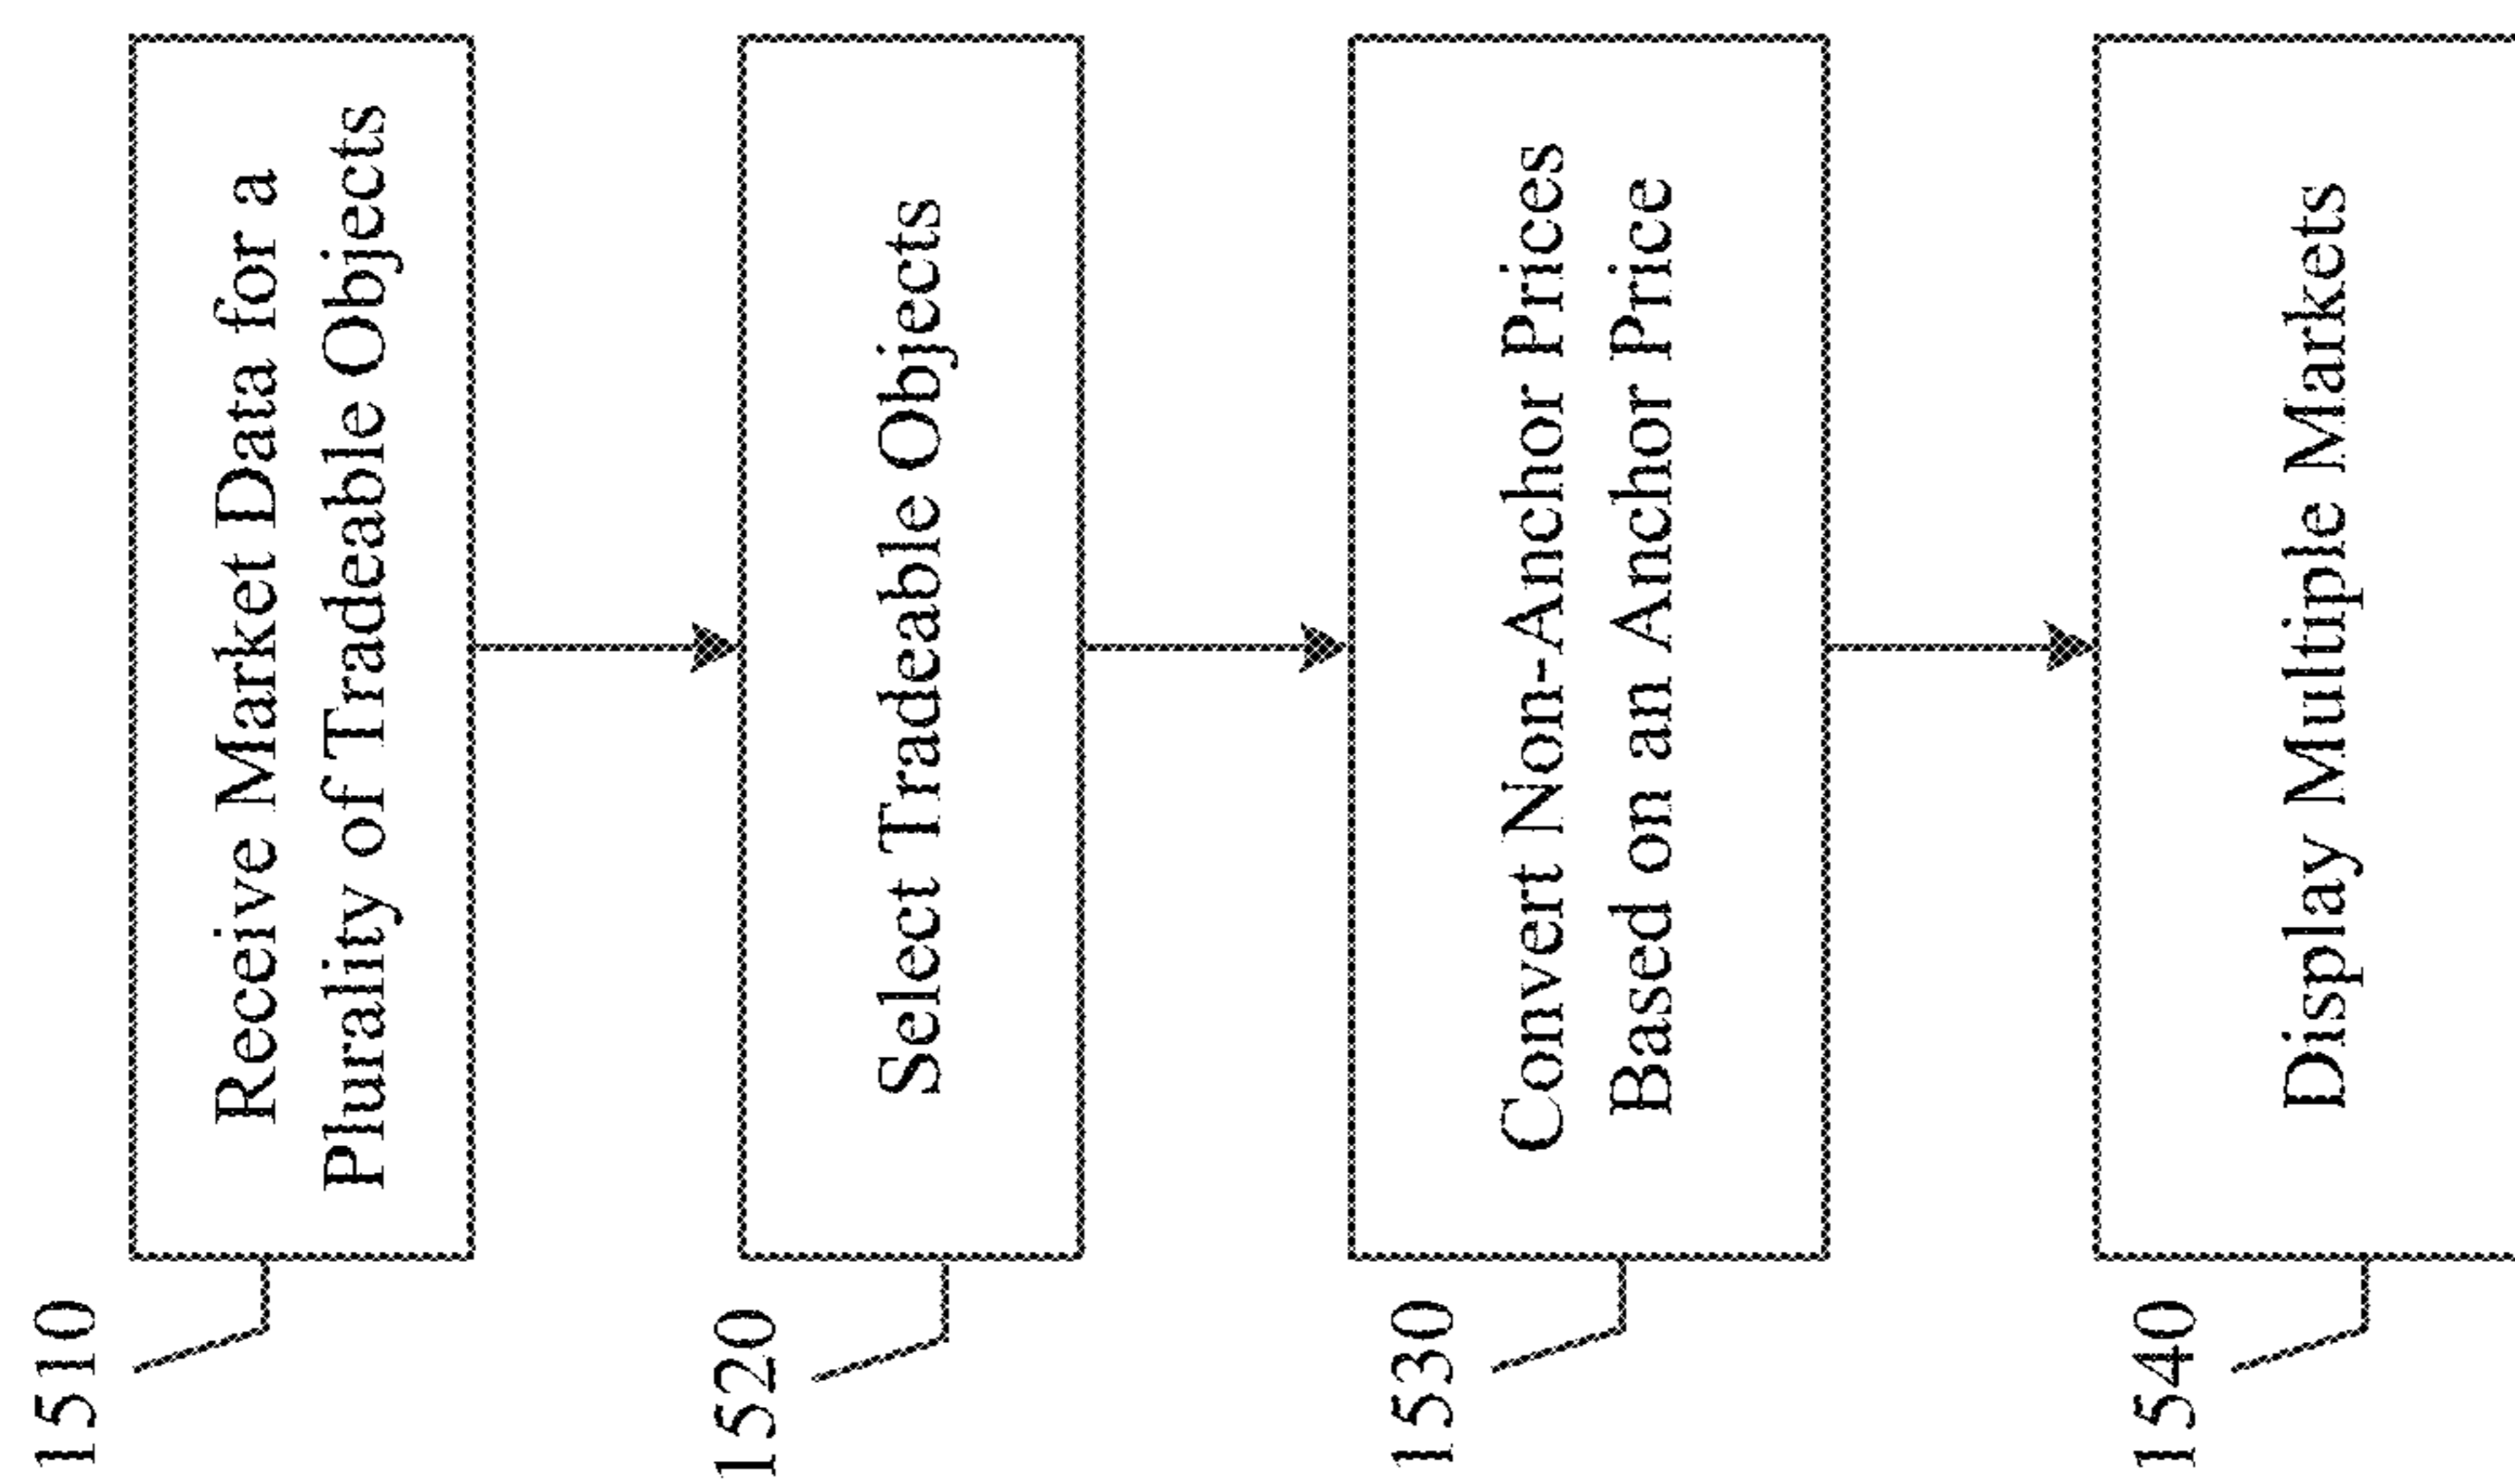 1510
Receive Market Data for a
Plurality of Tradeable Objects
1520
Select Tradeable Objects
1530
Convert Non-Anchor Prices
Based on an Anchor Price
1540
Display Multiple Markets